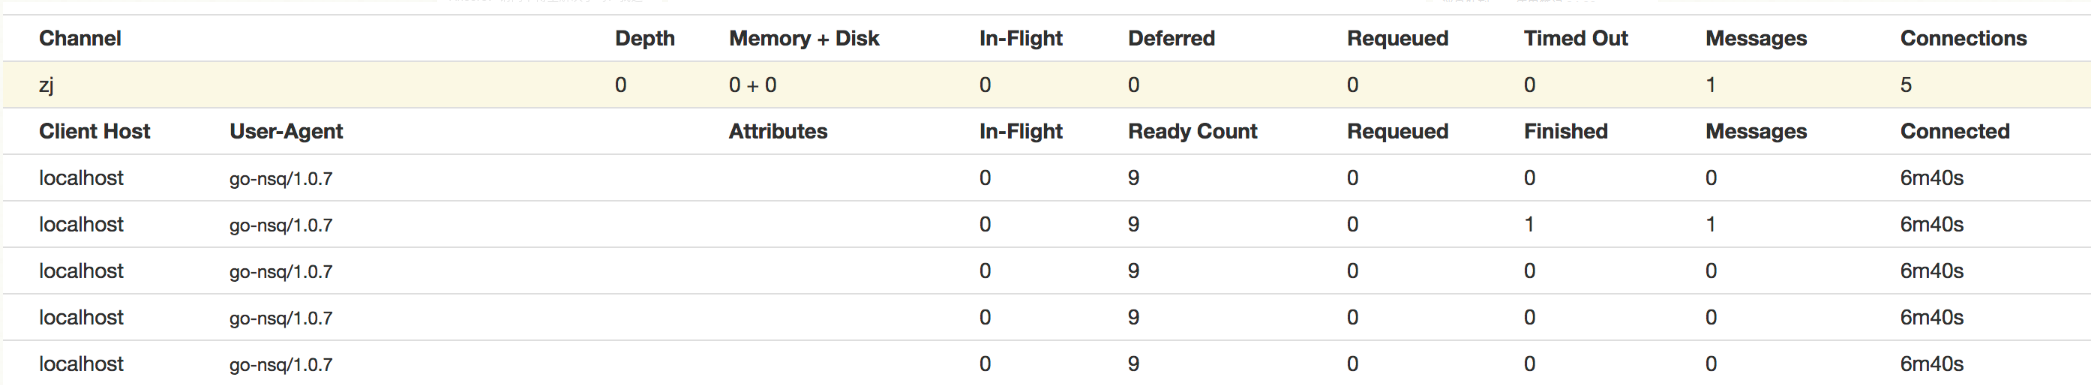 Channel Depth Memory + Disk In-Flight Deferred Requeued Timed Out Messages Connections
zj 0 0 + 0 0 0 0 0 1 5
Client Host User-Agent Attributes In-Flight Ready Count Requeued Finished Messages Connected
localhost go-nsq/1.0.7 0 9 0 0 0 6m40s
localhost go-nsq/1.0.7 0 9 0 1 1 6m40s
localhost go-nsq/1.0.7 0 9 0 0 0 6m40s
localhost go-nsq/1.0.7 0 9 0 0 0 6m40s
localhost go-nsq/1.0.7 0 9 0 0 0 6m40s